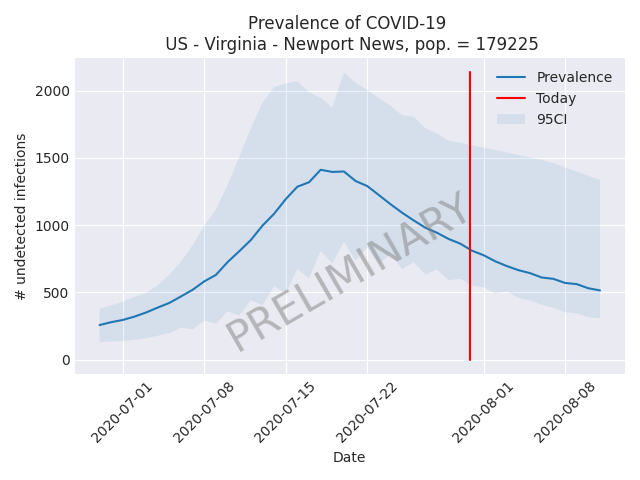 Prevalence of COVID-19
US - Virginia - Newport News, pop. = 179225
# undetected infections
2000
1500
1000
500
0
Prevalence
Today
95CI
PRELIMINARY
2020-07-01
2020-07-08
2020-07-15
2020-07-22
2020-08-01
2020-08-08
Date